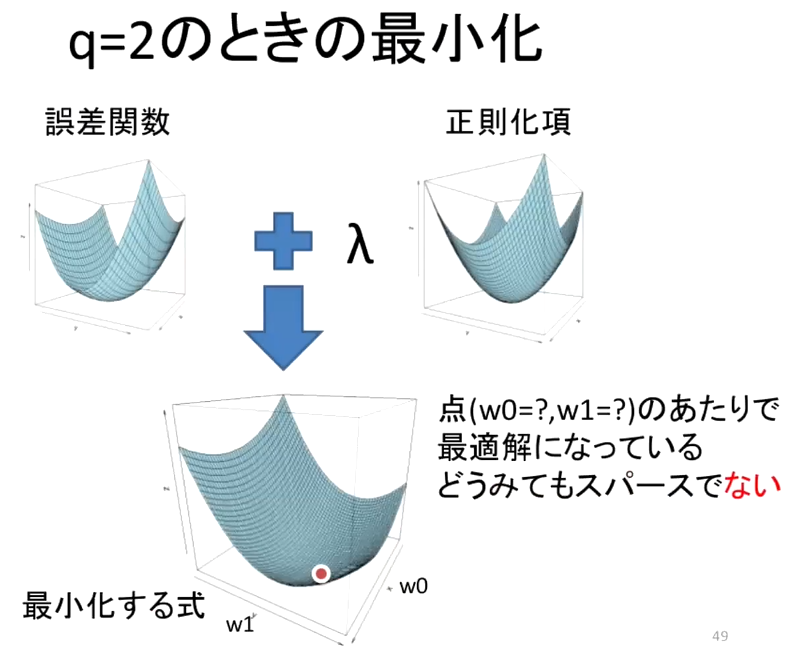 q=2のときの最小化
誤差関数
正則化項
λ
点(w0=?,w1=?)のあたりで
最適解になっている
どうみてもスパースでない
最小化する式
w1
w0
49